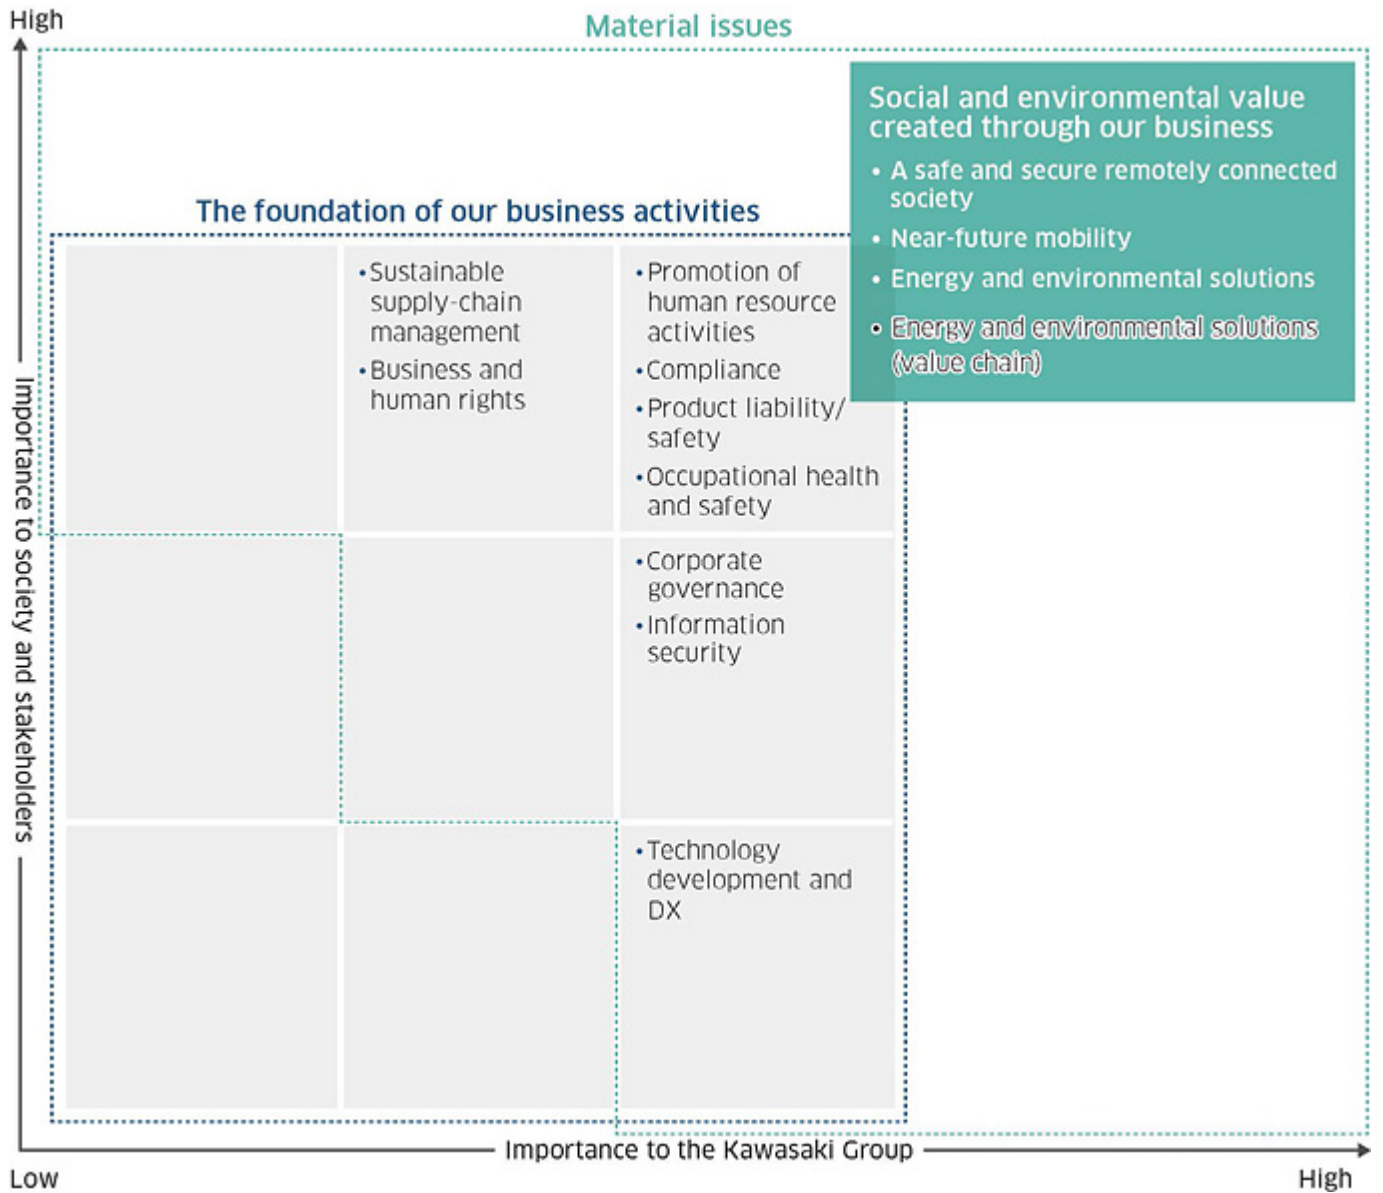 High
Material issues
Social and environmental value
created through our business
• A safe and secure remotely connected
society
• Near-future mobility
• Energy and environmental solutions
• Energy and environmental solutions
(value chain)
The foundation of our business activities
•Sustainable
supply-chain
management
•Business and
human rights
•Promotion of
human resource
activities
•Compliance
•Product liability/
safety
•Occupational health
and safety
•Corporate
governance
•Information
security
•Technology
development and
DX
Importance to society and stakeholders
Importance to the Kawasaki Group
Low
High